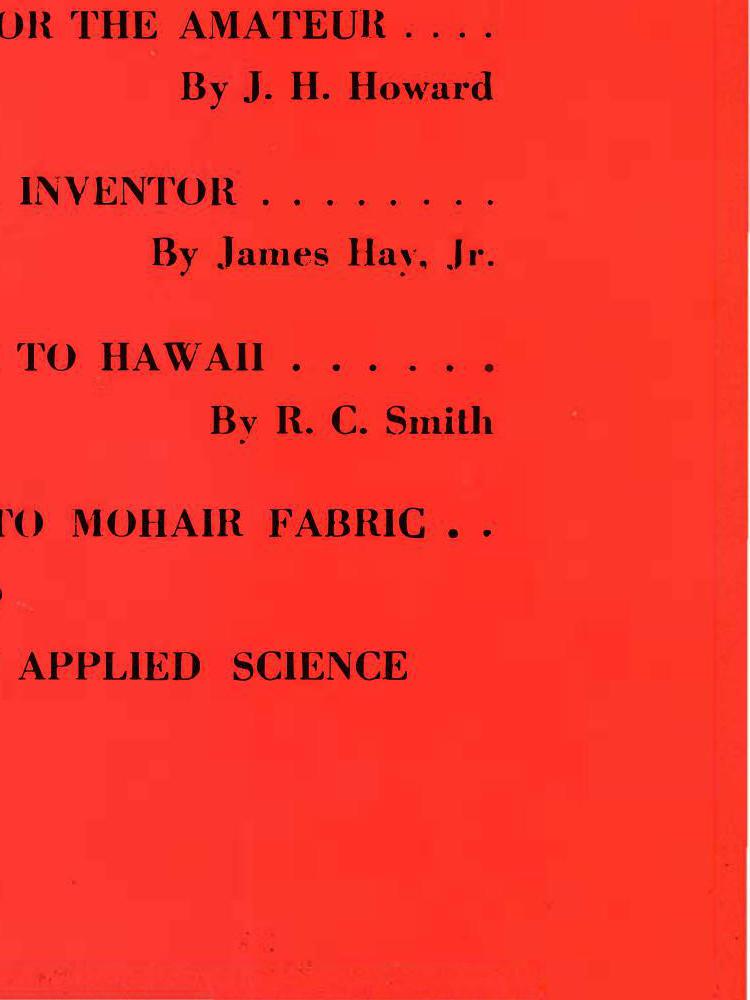 OR THE AMATEUR . . . .
By J. H. Howard
INVENTOR . . . . . . . .
By James Hay, Jr.
TO HAWAII . . . . . .
By R. C. Smith
TO MOHAIR FABRIC . .
APPLIED SCIENCE